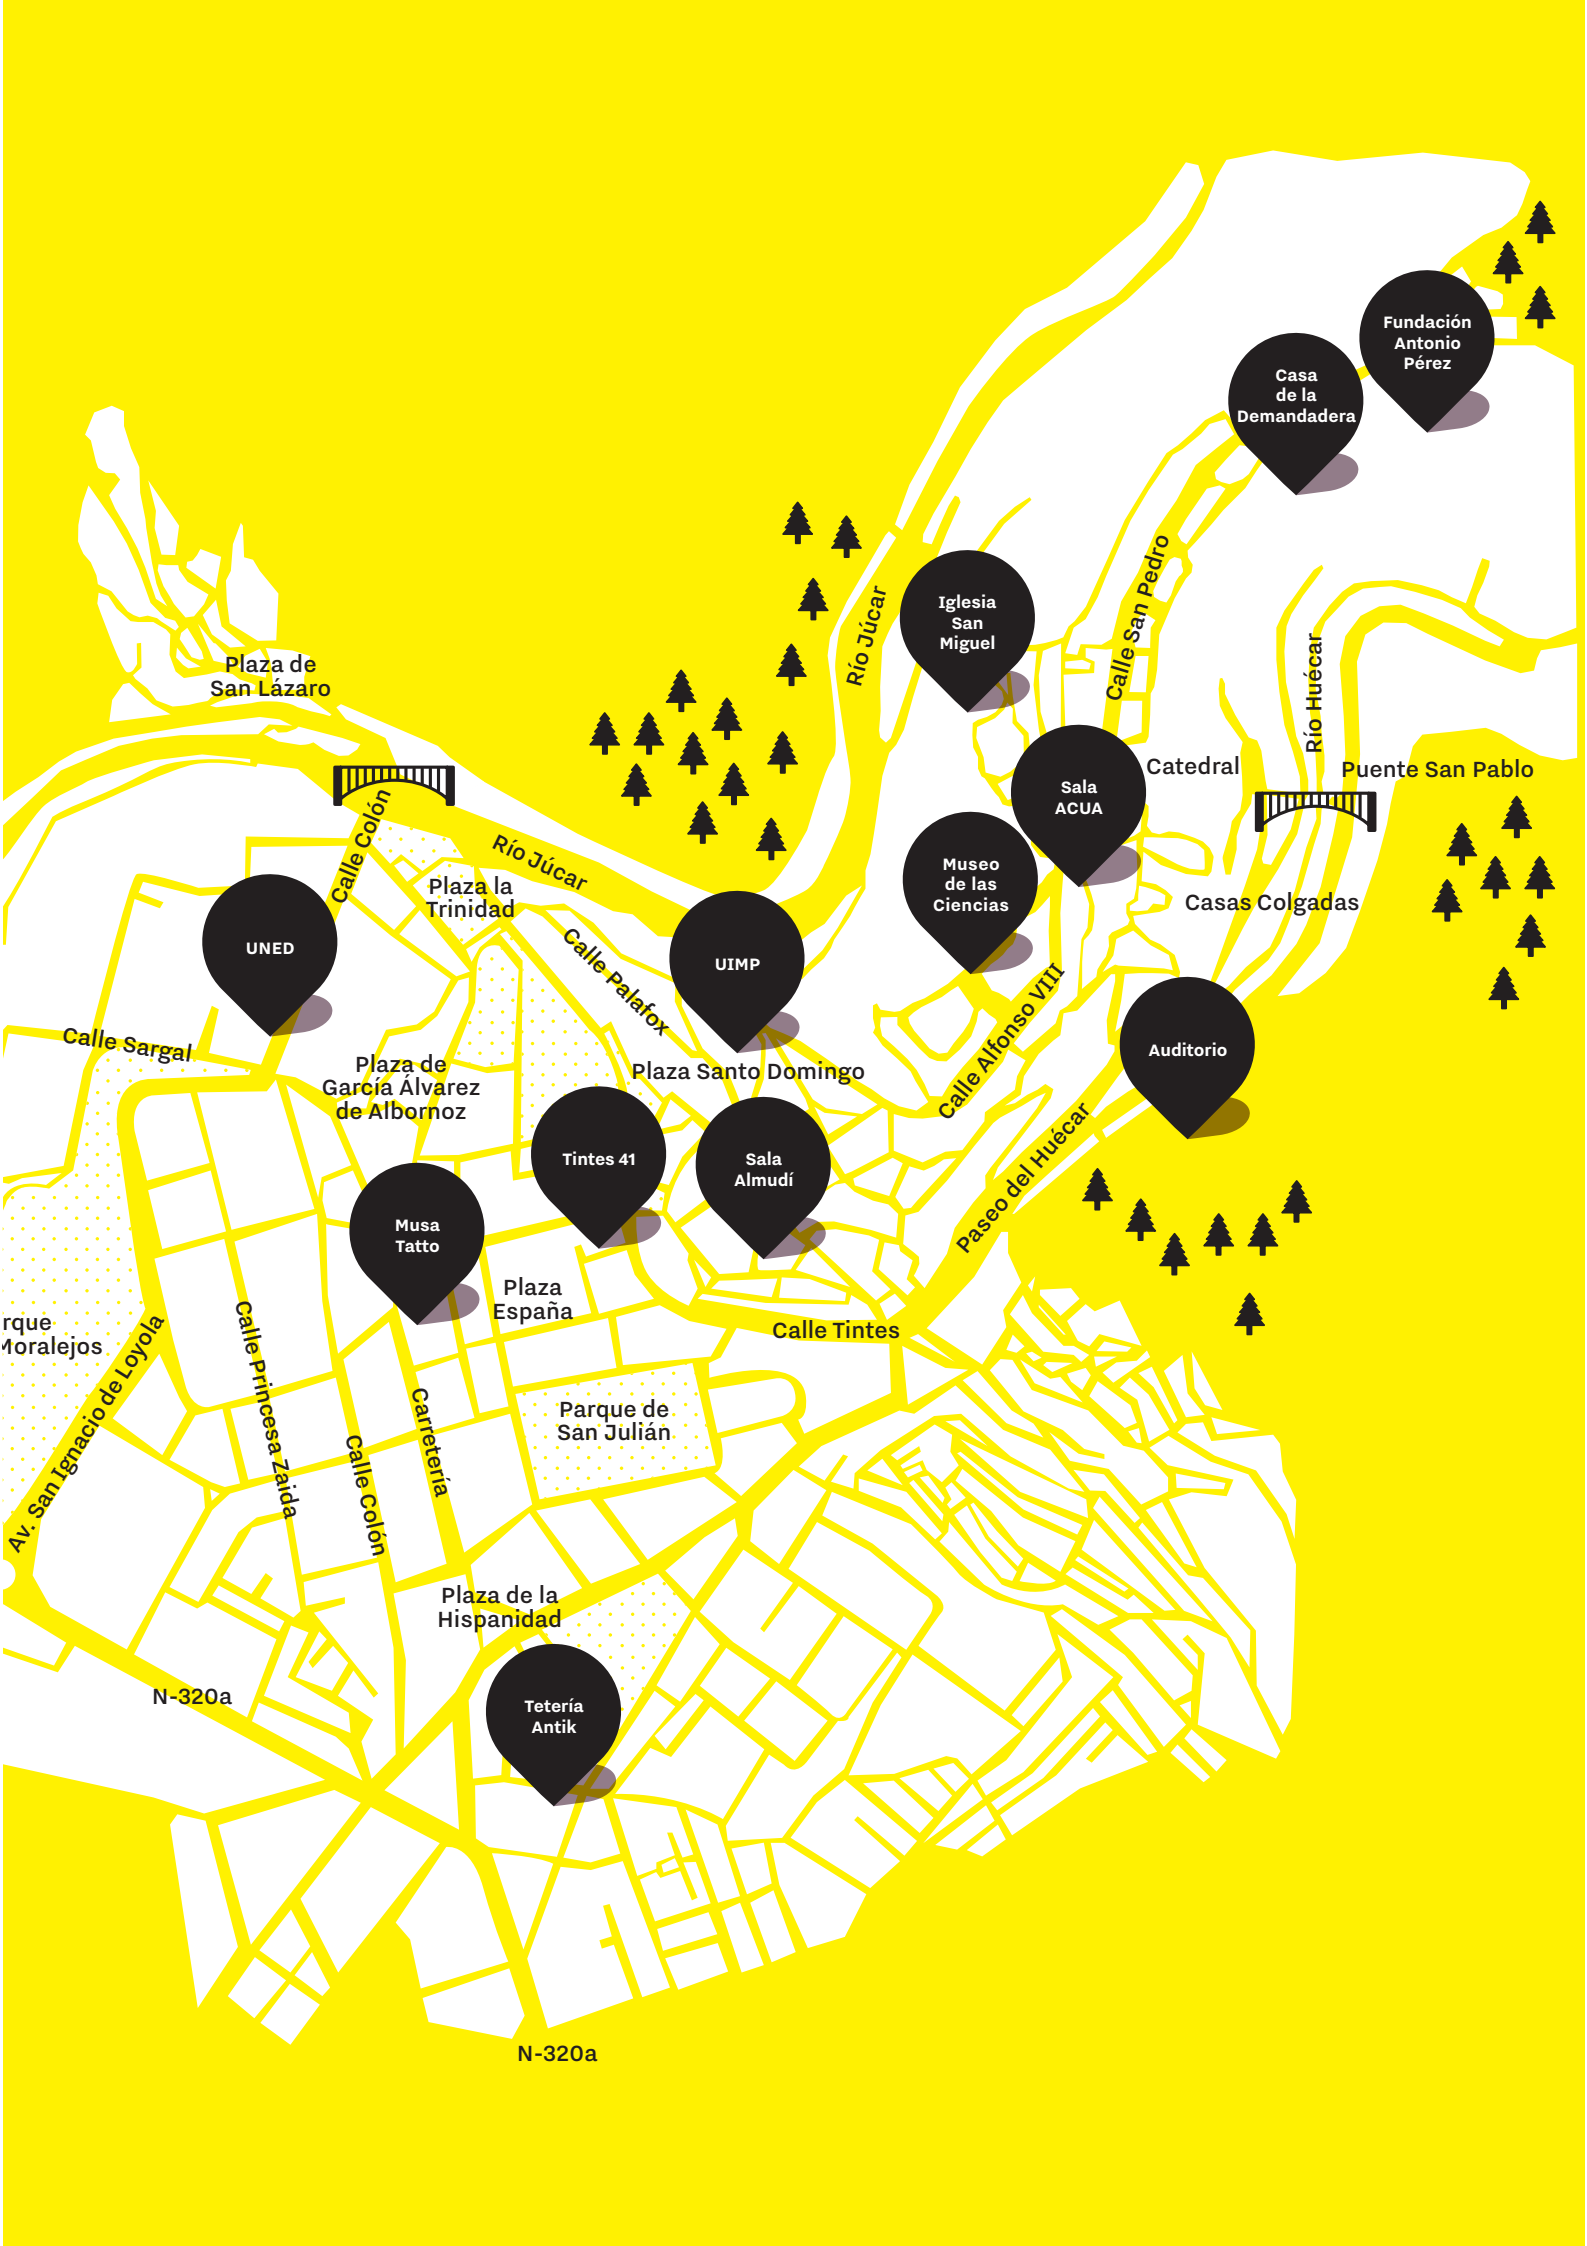 Fundación
Antonio
Pérez
Casa
de la
Demandadera
Iglesia
San
Miguel
Río Júcar
Calle San Pedro
Río Huécar
Plaza de
San Lázaro
Catedral
Puente San Pablo
Sala
ACUA
Calle Colón
Río Júcar
Plaza la
Trinidad
Museo
de las
Ciencias
Casas Colgadas
UNED
UIMP
Calle Palafox
Calle Alfonso VIII
Calle Sargal
Plaza de
García Álvarez
de Albornoz
Plaza Santo Domingo
Auditorio
Tintes 41
Sala
Almudí
Paseo del Huécar
Musa
Tatto
Plaza
España
Calle Tintes
rque
Moralejos
Av. San Ignacio de Loyola
Calle Princesa Zaida
Calle Colón
Carretería
Parque de
San Julián
Plaza de la
Hispanidad
N-320a
Tetería
Antik
N-320a